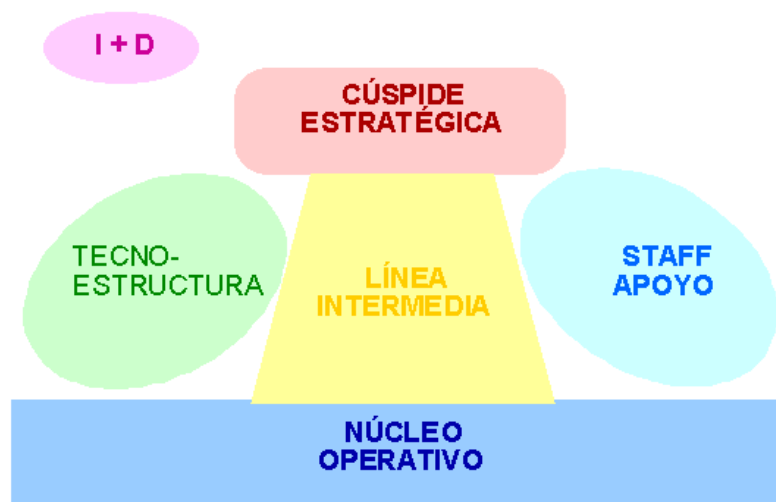 I + D
CÚSPIDE
ESTRATÉGICA
TECNO-
ESTRUCTURA
LÍNEA
INTERMEDIA
STAFF
APOYO
NÚCLEO
OPERATIVO